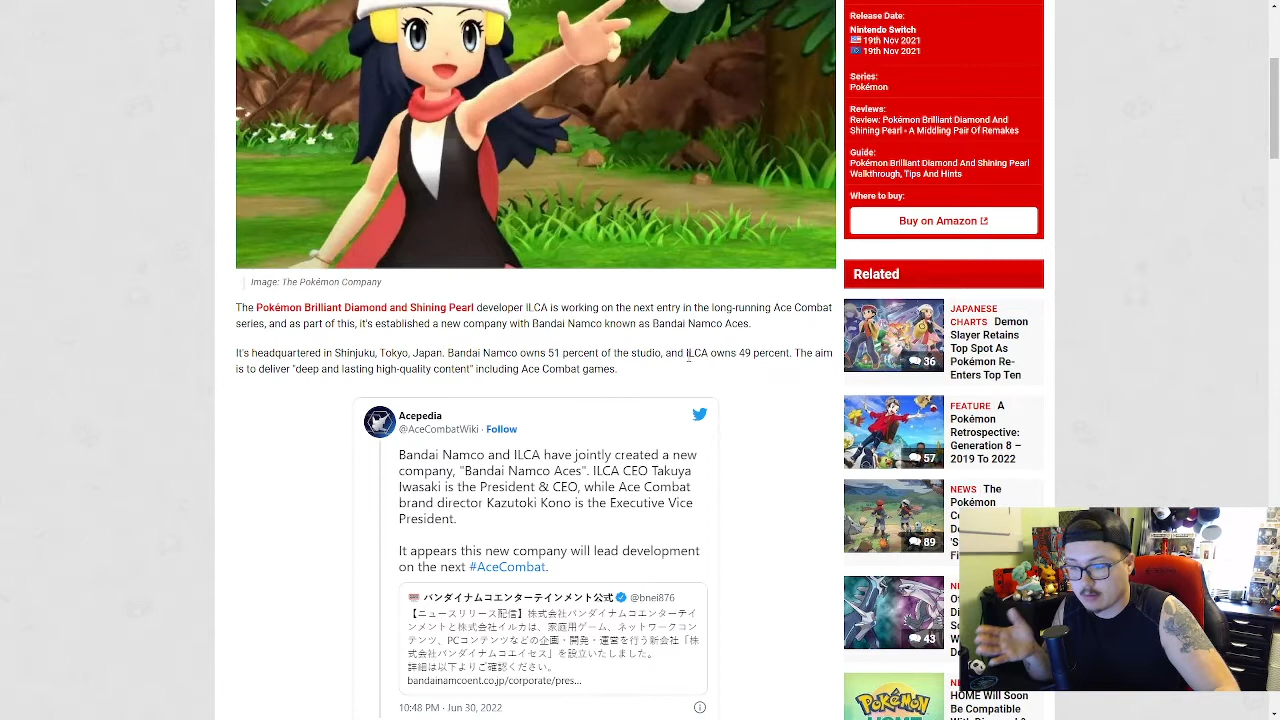 Release Date:
Nintendo Switch
19th Nov 2021
19th Nov 2021
Series:
Pokémon
Reviews:
Review: Pokémon Brilliant Diamond And
Shining Pearl - A Middling Pair Of Remakes
Guide:
Pokémon Brilliant Diamond And Shining Pearl
Walkthrough, Tips And Hints
Where to buy:
Buy on Amazon
Image: The Pokémon Company
The Pokémon Brilliant Diamond and Shining Pearl developer ILCA is working on the next entry in the long-running Ace Combat
series, and as a part of this, it's established a new company with Bandai Namco known as Bandai Namco Aces.
It's headquartered in Shinjuku, Tokyo, Japan. Bandai Namco owns 51 percent of the studio, and ILCA owns 49 percent. The aim
is to deliver "deep and lasting high-quality content" including Ace Combat games.
Acepedia
@AceCombatWiki · Follow
Bandai Namco and ILCA have jointly created a new
company, "Bandai Namco Aces". ILCA CEO Takuya
Iwasaki is the President & CEO, while Ace Combat
brand director Kazutoki Kono is the Executive Vice
President.
It appears this new company will lead development
on the next #AceCombat.
バンダイナムコエンターテインメント公式 @bnei876
【ニュースリリース配信】株式会社バンダイナムコエンターテイ
ンメントと株式会社イルカは、家庭用ゲーム、ネットワークコン
テンツ、PCコンテンツなどの企画・開発・運営を行う新会社「株
式会社バンダイナムコエイセス」を設立いたしました。
詳細は以下よりご確認ください。
bandainamcoent.co.jp/corporate/pres...
10:48 PM · Jun 30, 2022
Related
JAPANESE
CHARTS Demon
Slayer Retains
Top Spot As
Pokémon Re-
Enters Top Ten
36
FEATURE A
Pokémon
Retrospective:
Generation 8 –
2019 To 2022
57
NEWS The
Pokémon
89
43
Pokémon
HOME
HOME Will Soon
Be Compatible